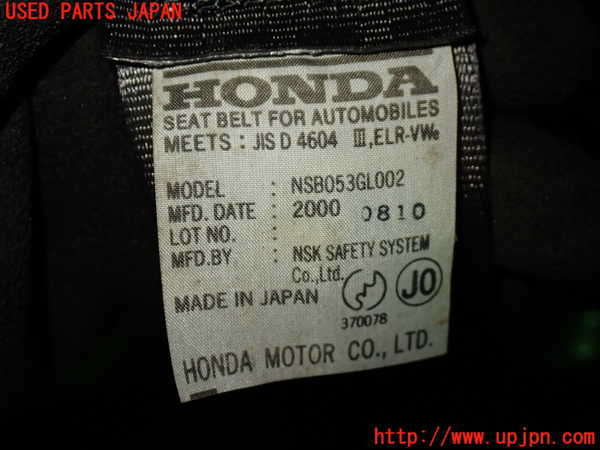 USED PARTS JAPAN
HONDA
SEAT BELT FOR AUTOMOBILES
MEETS : JIS D 4604 Ⅲ,ELR-VWe
MODEL : NSB053GL002
MFD. DATE : 2000 0810
LOT NO. :
MFD.BY : NSK SAFETY SYSTEM
Co.,Ltd.
MADE IN JAPAN JO
370078
HONDA MOTOR CO., LTD.
http://www.upjpn.com/